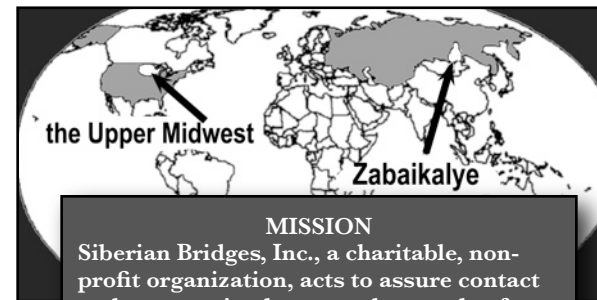 the Upper Midwest
Zabaikalye
MISSION
Siberian Bridges, Inc., a charitable, non-
profit organization, acts to assure contact